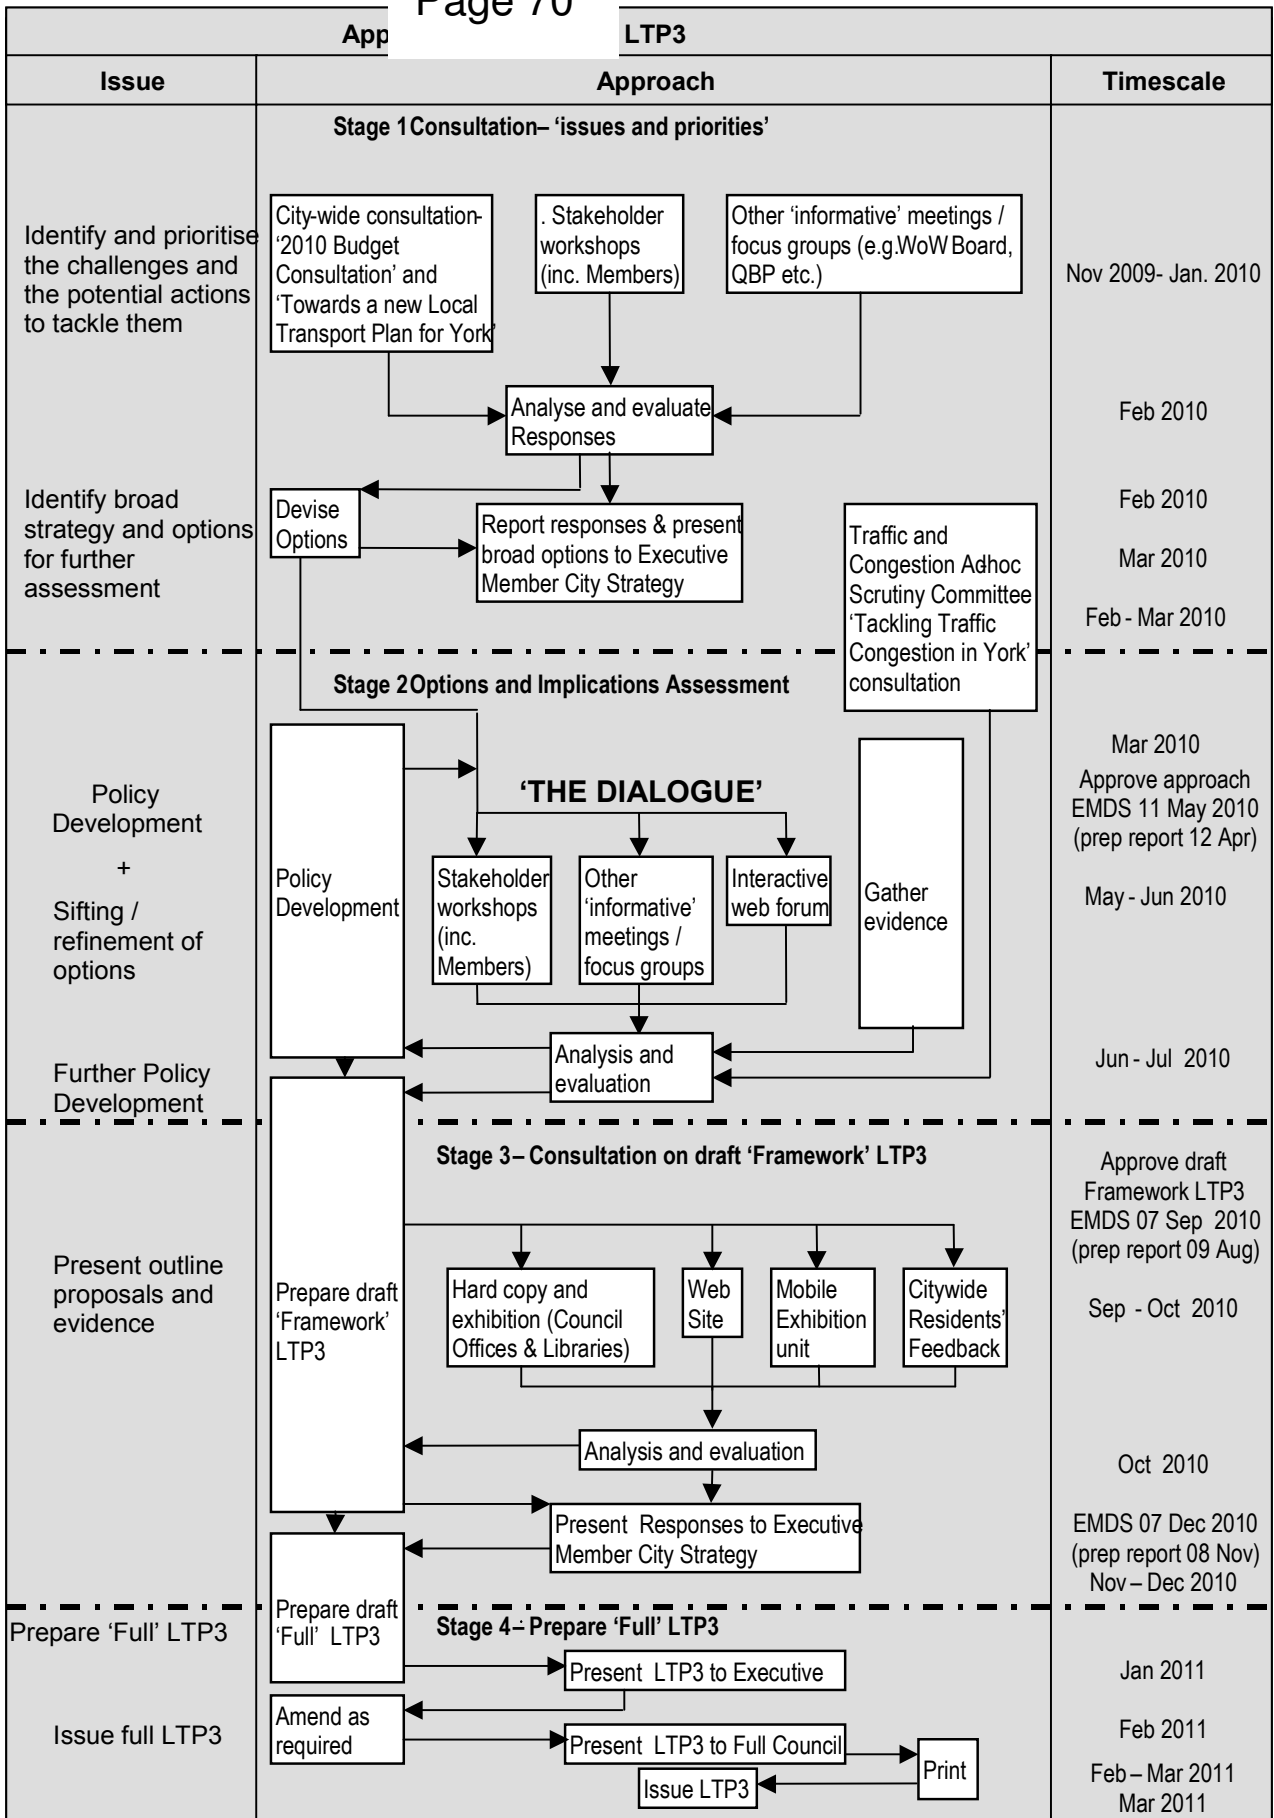 Page 70
App
LTP3
Issue
Approach
Timescale
Stage 1 Consultation– ‘issues and priorities’
Identify and prioritise
the challenges and
the potential actions
to tackle them
City-wide consultation-
‘2010 Budget
Consultation’ and
‘Towards a new Local
Transport Plan for York’
. Stakeholder
workshops
(inc. Members)
Other ‘informative’ meetings /
focus groups (e.g.WoW Board,
QBP etc.)
Nov 2009- Jan. 2010
Analyse and evaluate
Responses
Feb 2010
Identify broad
strategy and options
for further
assessment
Devise
Options
Report responses & present
broad options to Executive
Member City Strategy
Traffic and
Congestion Ad-hoc
Scrutiny Committee
‘Tackling Traffic
Congestion in York’
consultation
Feb 2010
Mar 2010
Feb - Mar 2010
Stage 2 Options and Implications Assessment
Policy
Development
+
Sifting /
refinement of
options
Policy
Development
‘THE DIALOGUE’
Stakeholder
workshops
(inc.
Members)
Other
‘informative’
meetings /
focus groups
Interactive
web forum
Gather
evidence
Mar 2010
Approve approach
EMDS 11 May 2010
(prep report 12 Apr)
May - Jun 2010
Further Policy
Development
Analysis and
evaluation
Jun - Jul 2010
Stage 3 – Consultation on draft ‘Framework’ LTP3
Present outline
proposals and
evidence
Prepare draft
‘Framework’
LTP3
Hard copy and
exhibition (Council
Offices & Libraries)
Web
Site
Mobile
Exhibition
unit
Citywide
Residents’
Feedback
Approve draft
Framework LTP3
EMDS 07 Sep 2010
(prep report 09 Aug)
Sep - Oct 2010
Analysis and evaluation
Oct 2010
Present Responses to Executive
Member City Strategy
EMDS 07 Dec 2010
(prep report 08 Nov)
Nov – Dec 2010
Prepare ‘Full’ LTP3
Prepare draft
‘Full’ LTP3
Stage 4 – Prepare ‘Full’ LTP3
Present LTP3 to Executive
Jan 2011
Issue full LTP3
Amend as
required
Present LTP3 to Full Council
Print
Issue LTP3
Feb 2011
Feb – Mar 2011
Mar 2011